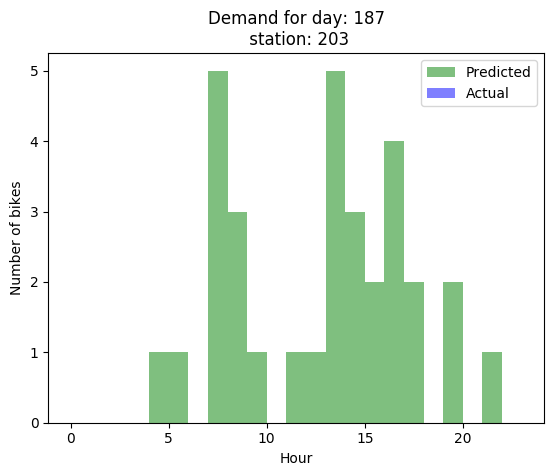 Demand for day: 187
station: 203
Predicted
Actual
Number of bikes
5
4
3
2
1
0
0
5
10
15
20
Hour